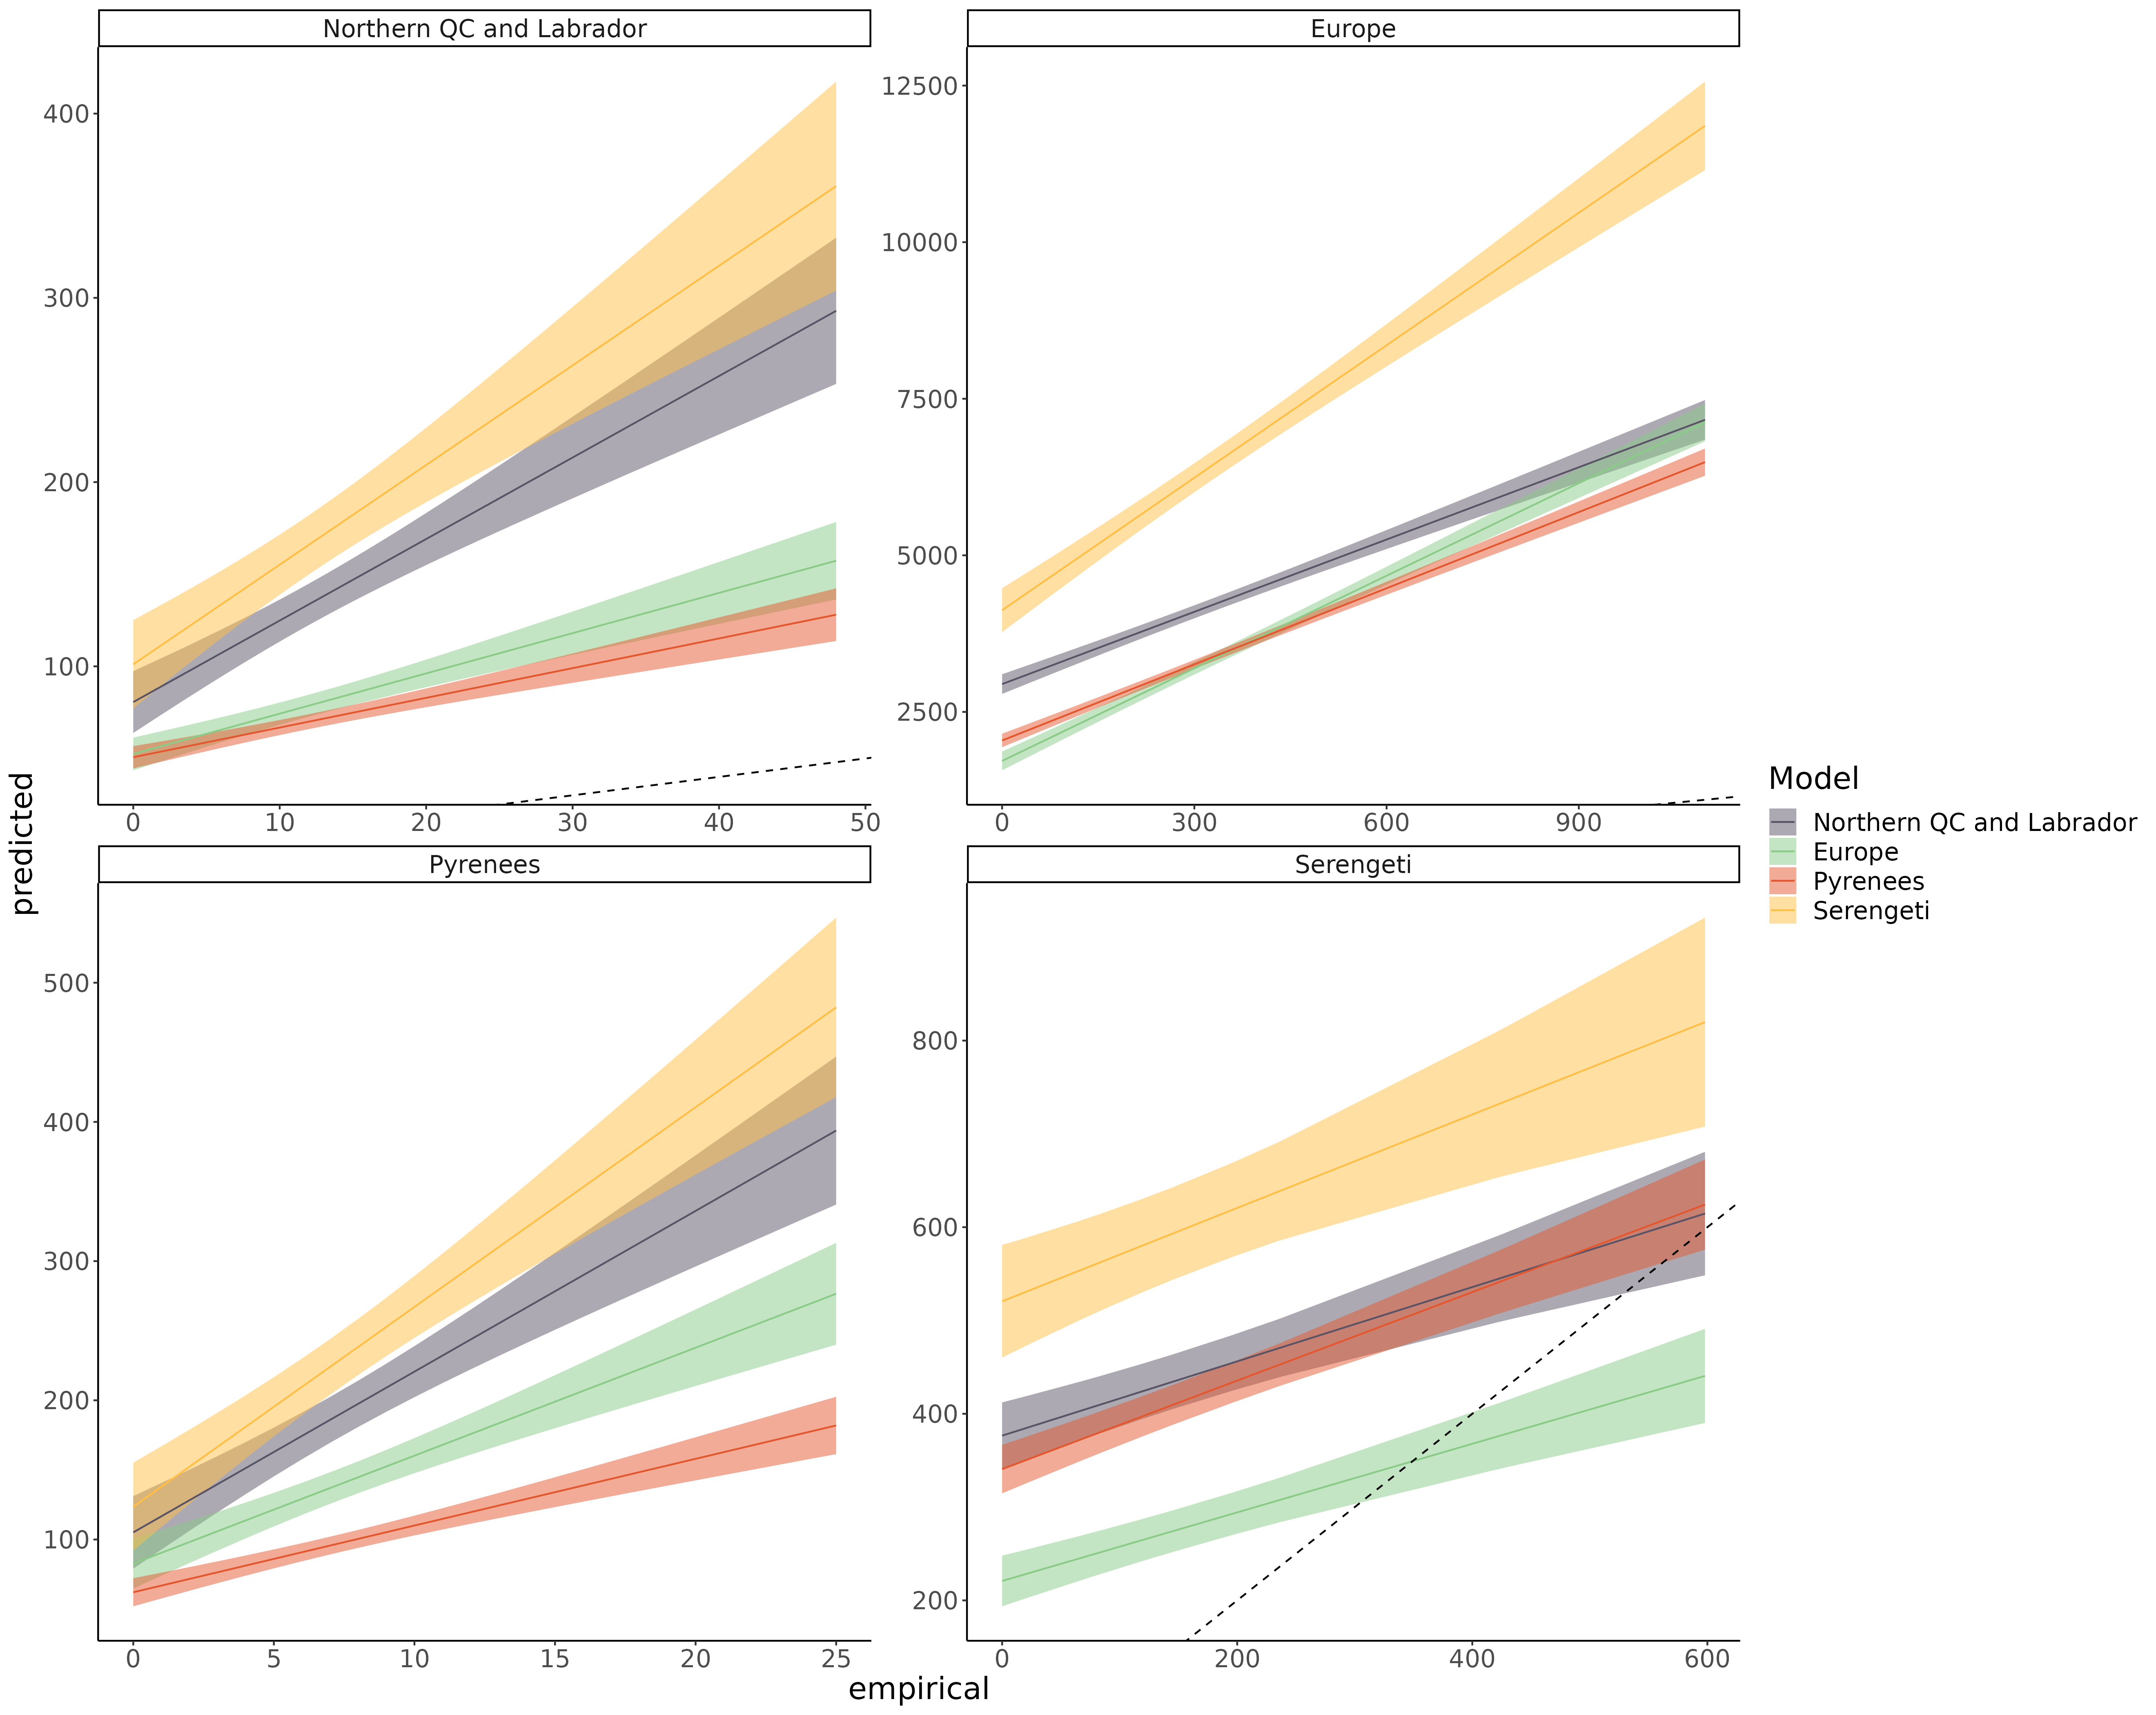 Northern QC and Labrador
Europe
400
300
200
100
0 10 20 30 40 50
12500
10000
7500
5000
2500
0 300 600 900
Pyrenees
Serengeti
500
400
300
200
100
0 5 10 15 20 25
800
600
400
200
0 200 400 600
predicted
empirical
Model
Northern QC and Labrador
Europe
Pyrenees
Serengeti